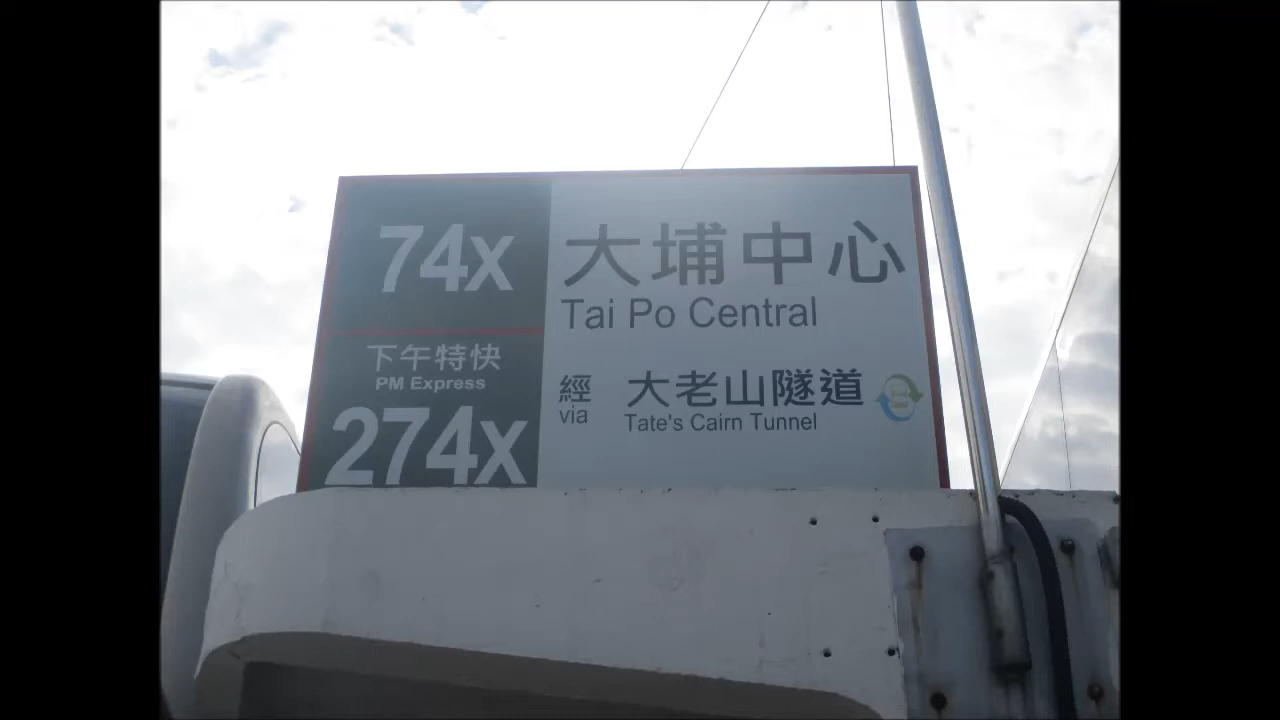 74X
下午特快
PM Express
274X
大埔中心
Tai Po Central
經 大老山隧道
via Tate's Cairn Tunnel